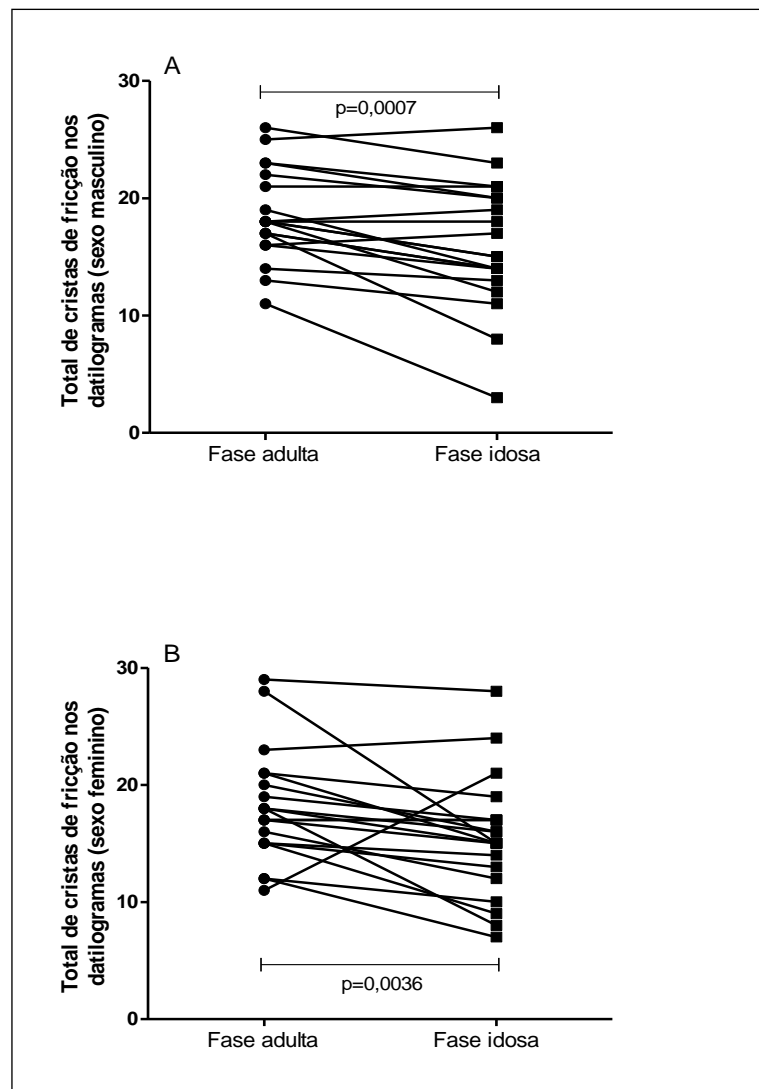 A
30
20
10
0
Total de cristas de fricção nos
datilogramas (sexo masculino)
p=0,0007
Fase adulta
Fase idosa
B
30
20
10
0
Total de cristas de fricção nos
datilogramas (sexo feminino)
p=0,0036
Fase adulta
Fase idosa